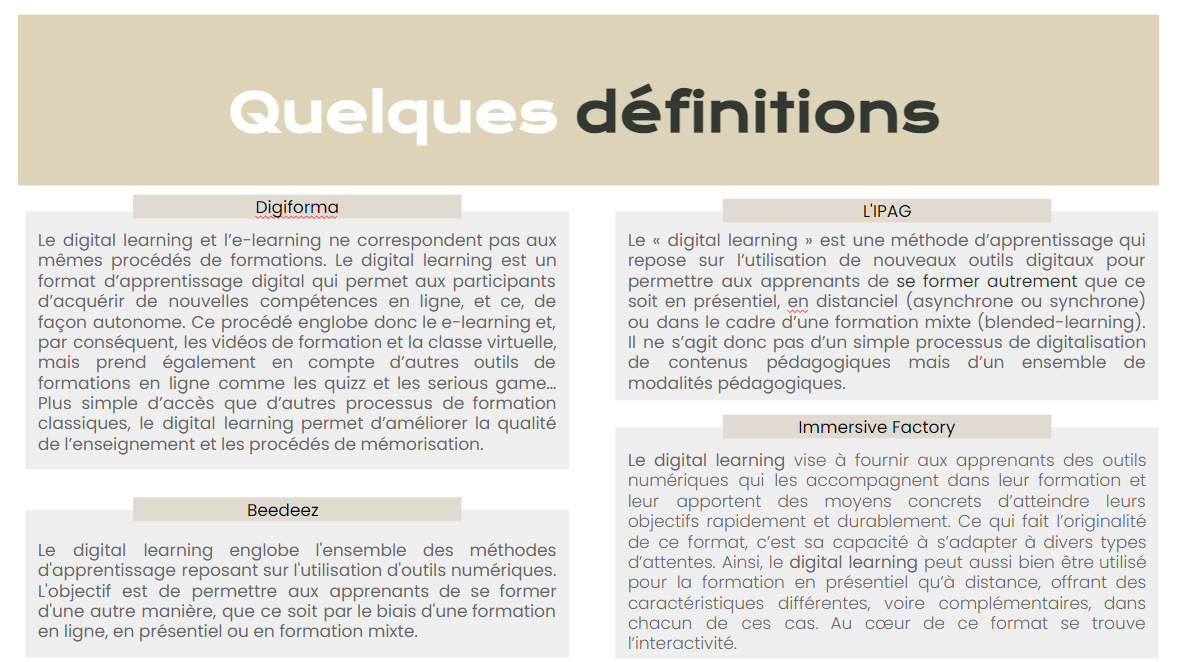 Quelques définitions
Digiforma
Le digital learning et l’e-learning ne correspondent pas aux
mêmes procédés de formations. Le digital learning est un
format d’apprentissage digital qui permet aux participants
d’acquérir de nouvelles compétences en ligne, et ce, de
façon autonome. Ce procédé englobe donc le e-learning et,
par conséquent, les vidéos de formation et la classe virtuelle,
mais prend également en compte d’autres outils de
formations en ligne comme les quizz et les serious game...
Plus simple d’accès que d’autres processus de formation
classiques, le digital learning permet d’améliorer la qualité
de l’enseignement et les procédés de mémorisation.
Beedeez
Le digital learning englobe l'ensemble des méthodes
d'apprentissage reposant sur l'utilisation d'outils numériques.
L'objectif est de permettre aux apprenants de se former
d'une autre manière, que ce soit par le biais d'une formation
en ligne, en présentiel ou en formation mixte.
L'IPAG
Le « digital learning » est une méthode d’apprentissage qui
repose sur l’utilisation de nouveaux outils digitaux pour
permettre aux apprenants de se former autrement que ce
soit en présentiel, en distanciel (asynchrone ou synchrone)
ou dans le cadre d’une formation mixte (blended-learning).
Il ne s’agit donc pas d’un simple processus de digitalisation
de contenus pédagogiques mais d’un ensemble de
modalités pédagogiques.
Immersive Factory
Le digital learning vise à fournir aux apprenants des outils
numériques qui les accompagnent dans leur formation et
leur apportent des moyens concrets d’atteindre leurs
objectifs rapidement et durablement. Ce qui fait l’originalité
de ce format, c’est sa capacité à s’adapter à divers types
d’attentes. Ainsi, le digital learning peut aussi bien être utilisé
pour la formation en présentiel qu’à distance, offrant des
caractéristiques différentes, voire complémentaires, dans
chacun de ces cas. Au cœur de ce format se trouve
l’interactivité.